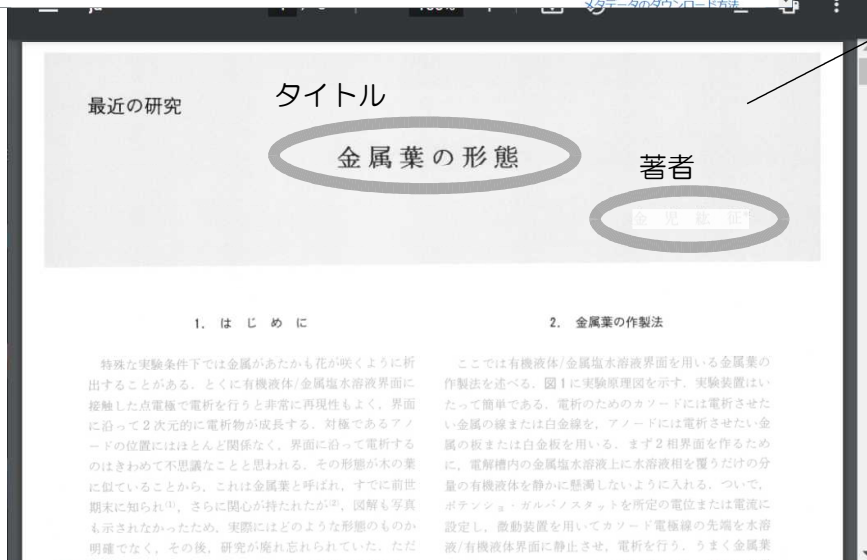 メタデータのダウンロード方法
最近の研究
タイトル
金属葉の形態
著者
金児紘征*
1. はじめに
特殊な実験条件下では金属があたかも花が咲くように析
出することがある.とくに有機液体/金属塩水溶液界面に
接触した点電極で電析を行うと非常に再現性もよく,界面
に沿って2次元的に電析物が成長する.対極であるアノ
ードの位置にはほとんど関係なく,界面に沿って電析する
のはきわめて不思議なことと思われる.その形態が木の葉
に似ていることから,これは金属葉と呼ばれ,すでに前世
期末に知られ(1),さらに関心が持たれたが(2),図解も写真
も示されなかったため,実際にはどのような形態のものか
明確でなく,その後,研究が廃れ忘れられていた.ただ
2. 金属葉の作製法
ここでは有機液体/金属塩水溶液界面を用いる金属葉の
作製法を述べる.図1に実験原理図を示す.実験装置はい
たって簡単である.電析のためのカソードには電析させた
い金属の線または白金線を,アノードには電析させたい金
属の板または白金板を用いる.まず2相界面を作るため
に,電解槽内の金属塩水溶液上に水溶液相を覆うだけの分
量の有機液体を静かに懸濁しないように入れる.ついで,
ポテンショ・ガルバノスタットを所定の電位または電流に
設定し,微動装置を用いてカソード電極線の先端を水溶
液/有機液体界面に静止させ,電析を行う.うまく金属葉